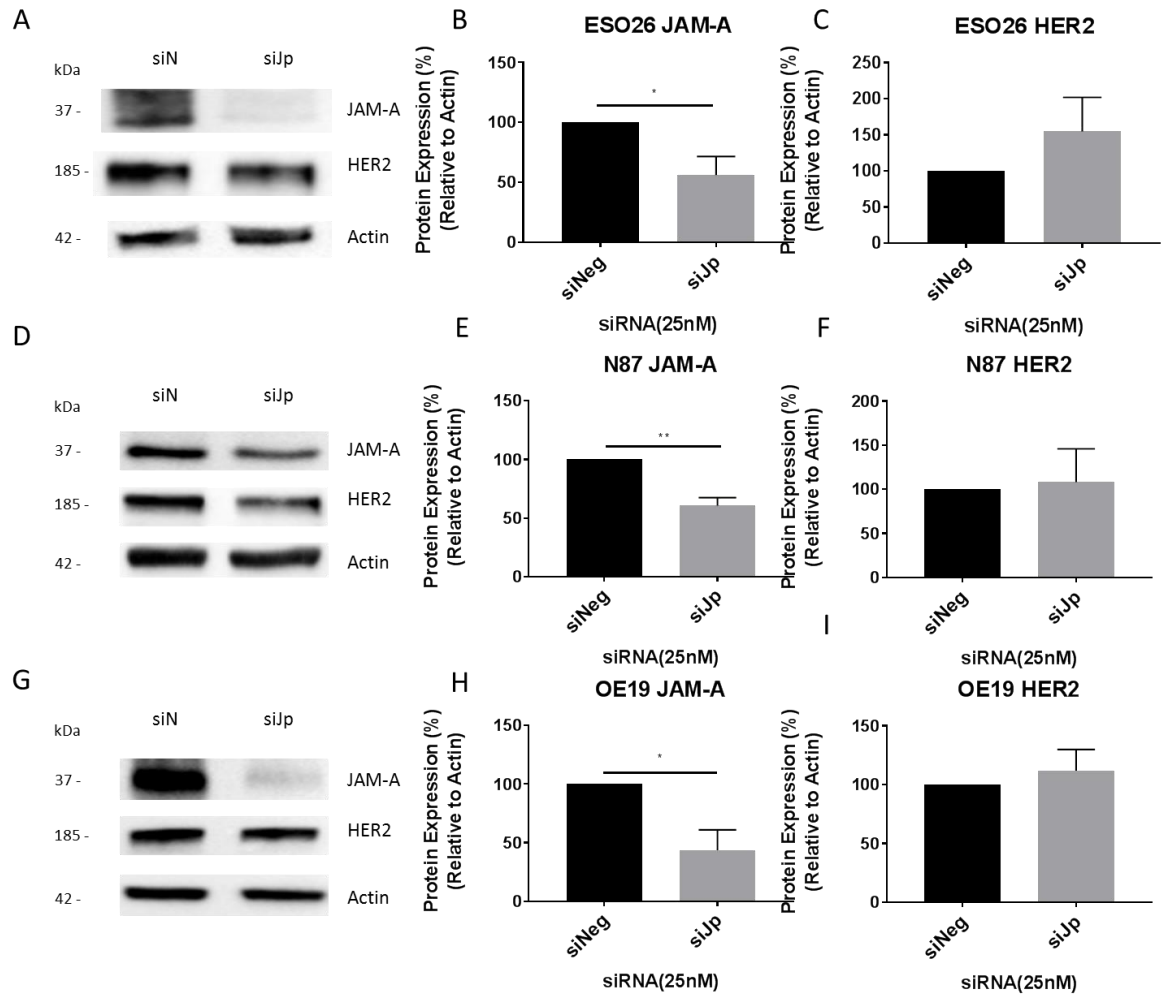 A
siN siJp
kDa
37 - JAM-A
185 - HER2
42 - Actin
B
ESO26 JAM-A
Protein Expression (%)
(Relative to Actin)
150
100
50
0
*
siNeg siJp
siRNA(25nM)
C
ESO26 HER2
Protein Expression (%)
(Relative to Actin)
250
200
150
100
50
0
siNeg siJp
siRNA(25nM)
D
siN siJp
kDa
37 - JAM-A
185 - HER2
42 - Actin
E
N87 JAM-A
Protein Expression (%)
(Relative to Actin)
150
100
50
0
**
siNeg siJp
siRNA(25nM)
F
N87 HER2
Protein Expression (%)
(Relative to Actin)
200
150
100
50
0
siNeg siJp
siRNA(25nM)
G
siN siJp
kDa
37 - JAM-A
185 - HER2
42 - Actin
H
OE19 JAM-A
Protein Expression (%)
(Relative to Actin)
150
100
50
0
*
siNeg siJp
siRNA(25nM)
I
OE19 HER2
Protein Expression (%)
(Relative to Actin)
150
100
50
0
siNeg siJp
siRNA(25nM)